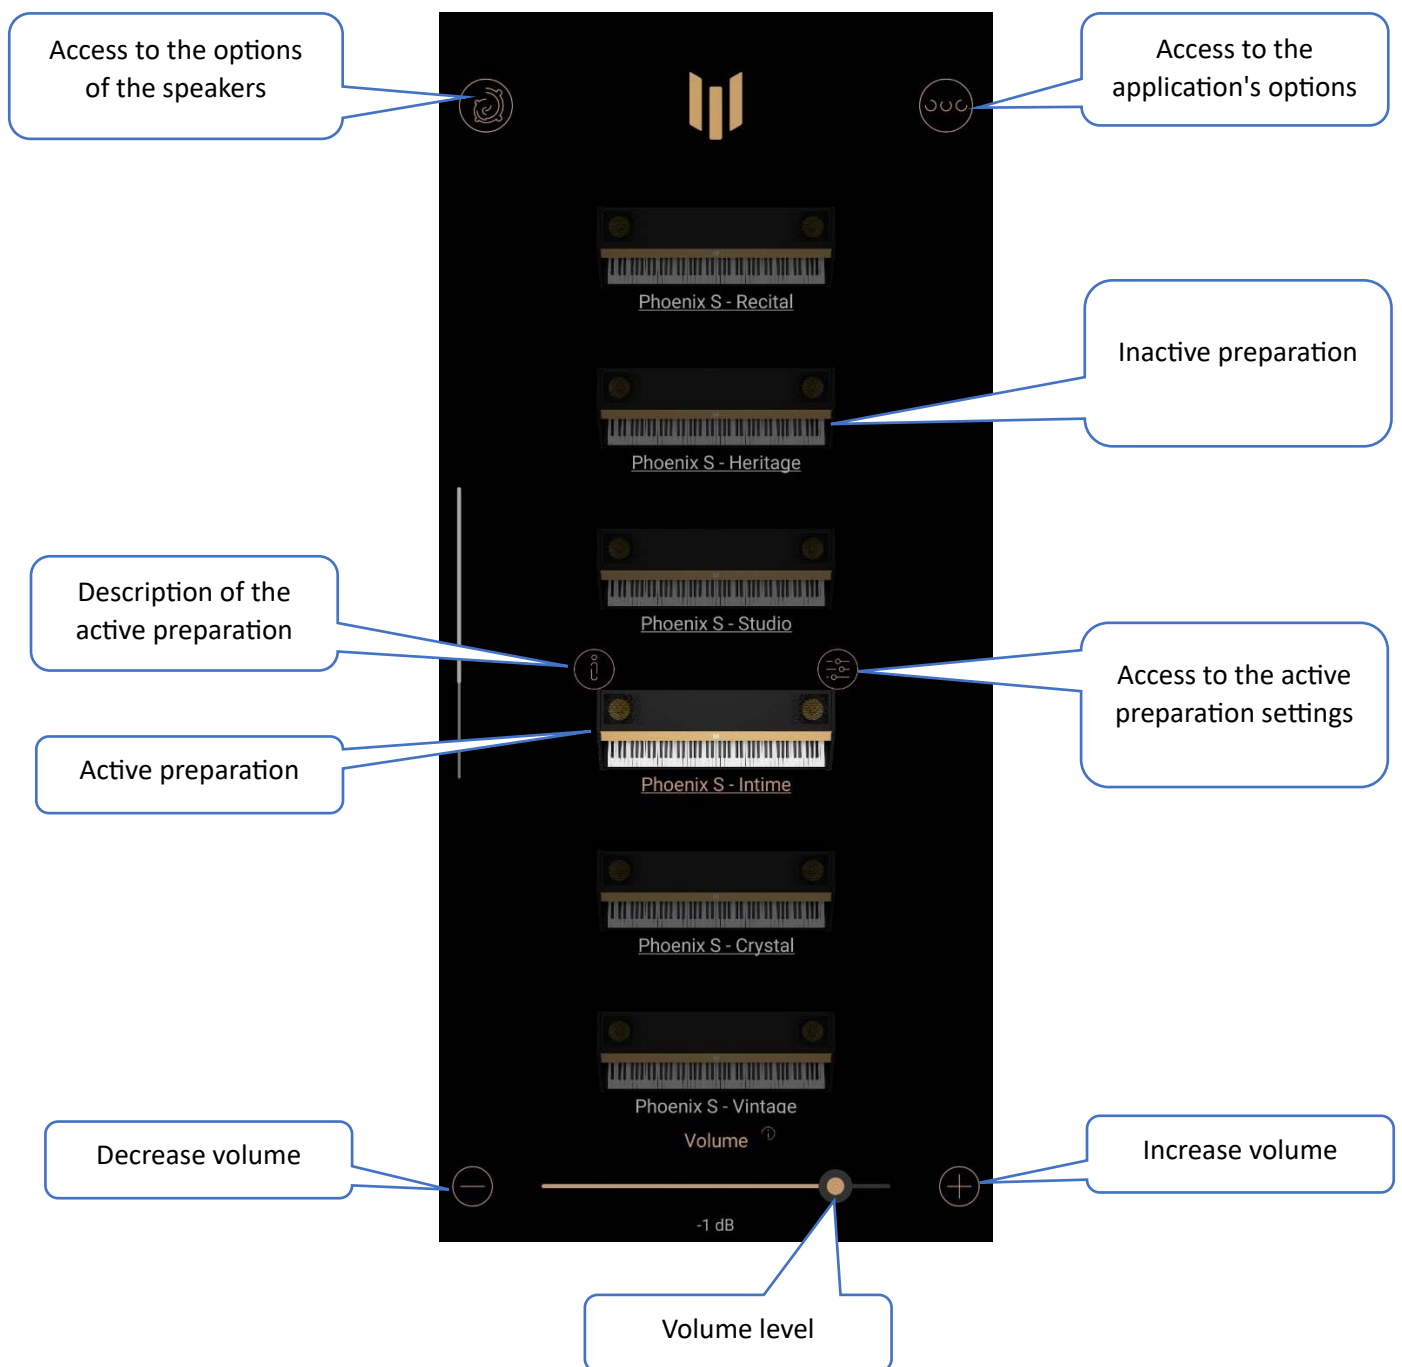 Access to the options
of the speakers
Access to the
application's options
Phoenix S - Recital
Inactive preparation
Phoenix S - Heritage
Description of the
active preparation
Phoenix S - Studio
Access to the active
preparation settings
Active preparation
Phoenix S - Intime
Phoenix S - Crystal
Phoenix S - Vintage
Volume
Decrease volume
Increase volume
-1 dB
Volume level